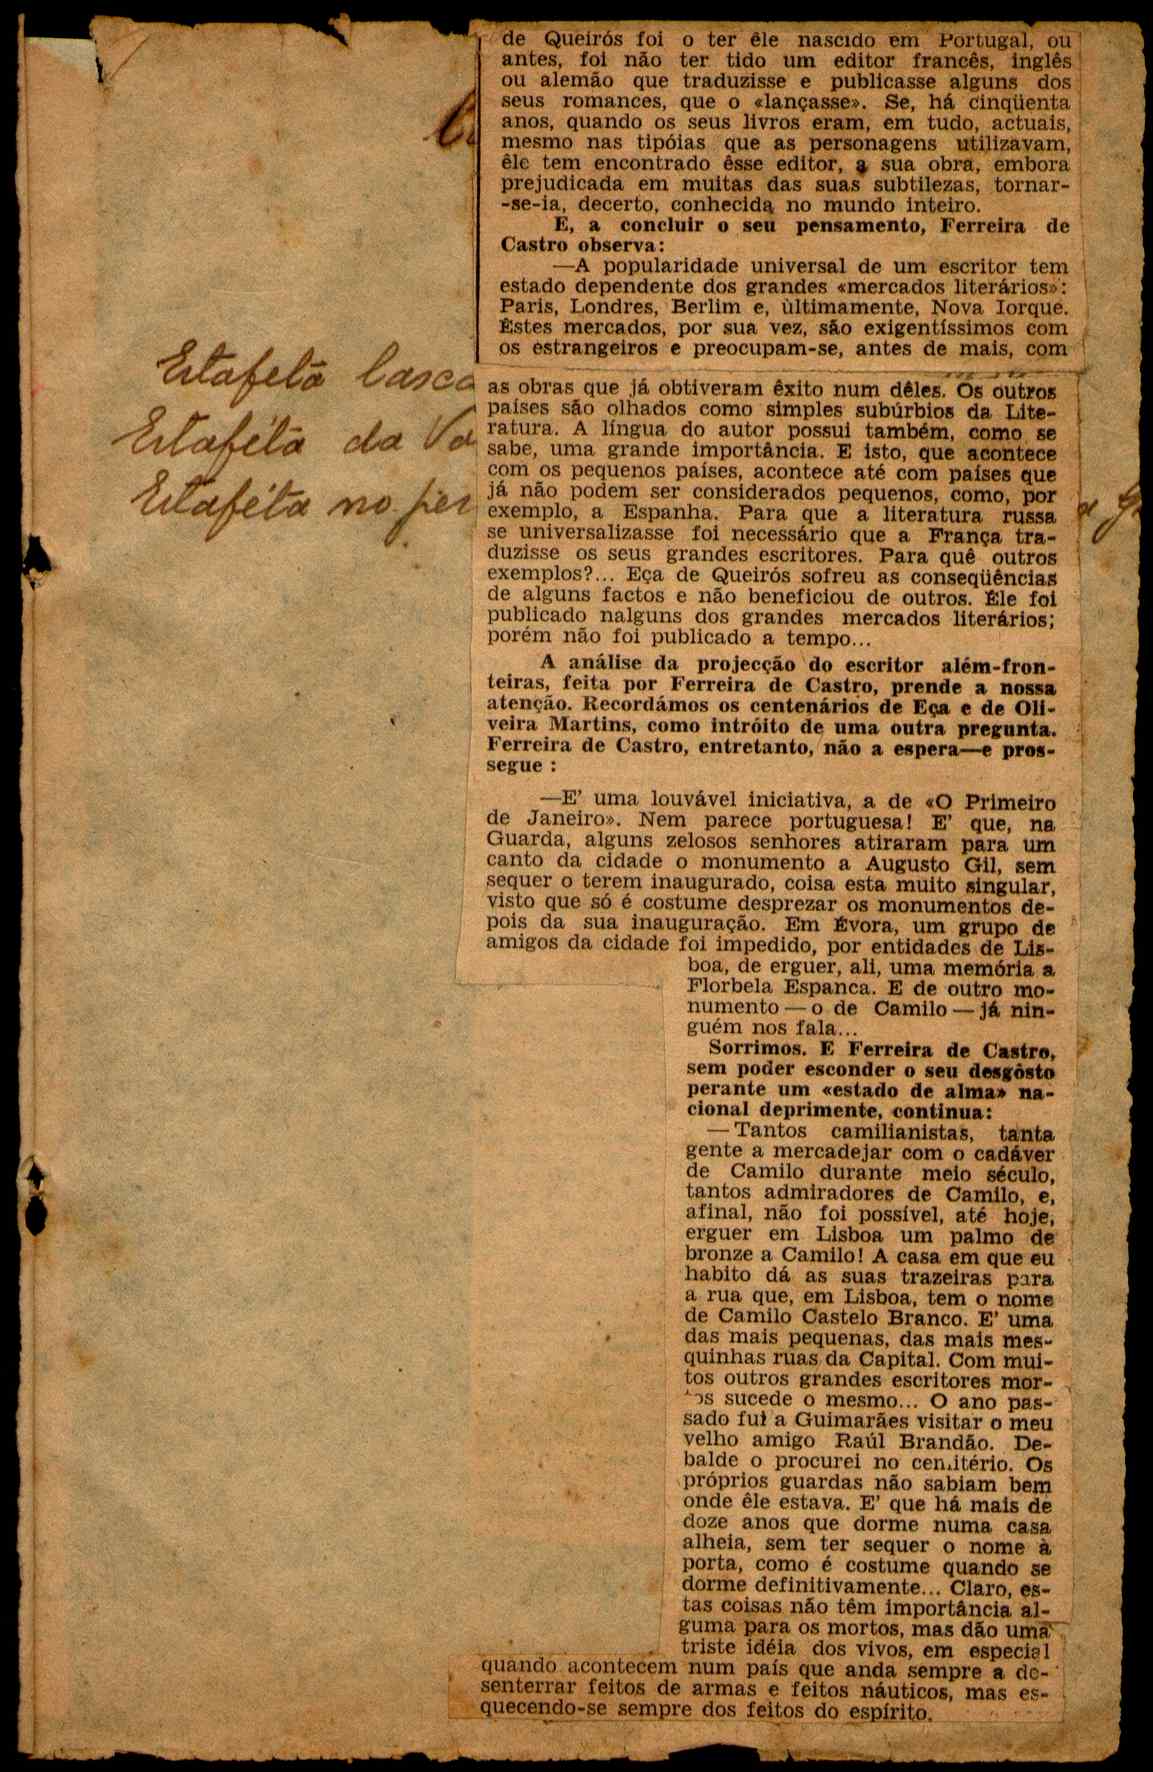 de Queirós foi o ter êle nascido em Portugal, ou
antes, foi não ter tido um editor francês, inglês
ou alemão que traduzisse e publicasse alguns dos
seus romances, que o «lançasse». Se, há cinqüenta
anos, quando os seus livros eram, em tudo, actuais,
mesmo nas tipóias que as personagens utilizavam,
êle tem encontrado êsse editor, a sua obra, embora
prejudicada em muitas das suas subtilezas, tornar-
-se-ia, decerto, conhecida no mundo inteiro.
E, a concluir o seu pensamento, Ferreira de
Castro observa:
—A popularidade universal de um escritor tem
estado dependente dos grandes «mercados literários»:
Paris, Londres, Berlim e, ùltimamente, Nova Iorque.
Êstes mercados, por sua vez, são exigentíssimos com
os estrangeiros e preocupam-se, antes de mais, com
as obras que já obtiveram êxito num dêles. Os outros
países são olhados como simples subúrbios da Lite-
ratura. A língua do autor possui também, como se
sabe, uma grande importância. E isto, que acontece
com os pequenos países, acontece até com países que
já não podem ser considerados pequenos, como, por
exemplo, a Espanha. Para que a literatura russa
se universalizasse foi necessário que a França tra-
duzisse os seus grandes escritores. Para quê outros
exemplos?... Eça de Queirós sofreu as conseqüências
de alguns factos e não beneficiou de outros. Êle foi
publicado nalguns dos grandes mercados literários;
porém não foi publicado a tempo...
A análise da projecção do escritor além-fron-
teiras, feita por Ferreira de Castro, prende a nossa
atenção. Recordámos os centenários de Eça e de Oli-
veira Martins, como intróito de uma outra pregunta.
Ferreira de Castro, entretanto, não a espera—e pros-
segue :
—E' uma louvável iniciativa, a de «O Primeiro
de Janeiro». Nem parece portuguesa! E' que, na
Guarda, alguns zelosos senhores atiraram para um
canto da cidade o monumento a Augusto Gil, sem
sequer o terem inaugurado, coisa esta muito singular,
visto que só é costume desprezar os monumentos de-
pois da sua inauguração. Em Évora, um grupo de
amigos da cidade foi impedido, por entidades de Lis-
boa, de erguer, ali, uma memória a
Florbela Espanca. E de outro mo-
numento — o de Camilo — já nin-
guém nos fala...
Sorrimos. E Ferreira de Castro,
sem poder esconder o seu desgôsto
perante um «estado de alma» na-
cional deprimente, continua:
— Tantos camilianistas, tanta
gente a mercadejar com o cadáver
de Camilo durante meio século,
tantos admiradores de Camilo, e,
afinal, não foi possível, até hoje,
erguer em Lisboa um palmo de
bronze a Camilo! A casa em que eu
habito dá as suas trazeiras para
a rua que, em Lisboa, tem o nome
de Camilo Castelo Branco. E' uma
das mais pequenas, das mais mes-
quinhas ruas da Capital. Com mui-
tos outros grandes escritores mor-
tos sucede o mesmo... O ano pas-
sado fui a Guimarães visitar o meu
velho amigo Raúl Brandão. De-
balde o procurei no cemitério. Os
próprios guardas não sabiam bem
onde êle estava. E' que há mais de
doze anos que dorme numa casa
alheia, sem ter sequer o nome à
porta, como é costume quando se
dorme definitivamente... Claro, es-
tas coisas não têm importância al-
guma para os mortos, mas dão uma
triste idéia dos vivos, em especial
quando acontecem num país que anda sempre a de-
senterrar feitos de armas e feitos náuticos, mas es-
quecendo-se sempre dos feitos do espírito.
Estafeta Casca
Estafeta da
Estafeta no